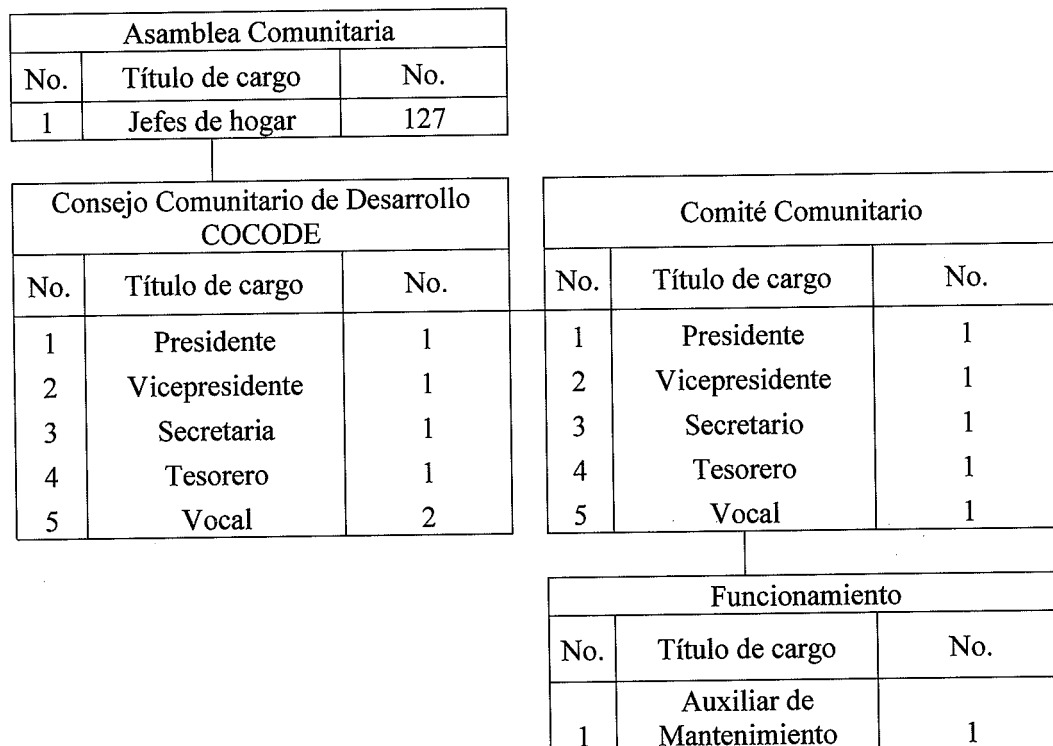 Asamblea Comunitaria
No. Título de cargo No.
1 Jefes de hogar 127
Consejo Comunitario de Desarrollo
COCODE
No. Título de cargo No.
1 Presidente 1
2 Vicepresidente 1
3 Secretaria 1
4 Tesorero 1
5 Vocal 2
Comité Comunitario
No. Título de cargo No.
1 Presidente 1
2 Vicepresidente 1
3 Secretario 1
4 Tesorero 1
5 Vocal 1
Funcionamiento
No. Título de cargo No.
Auxiliar de
1 Mantenimiento 1